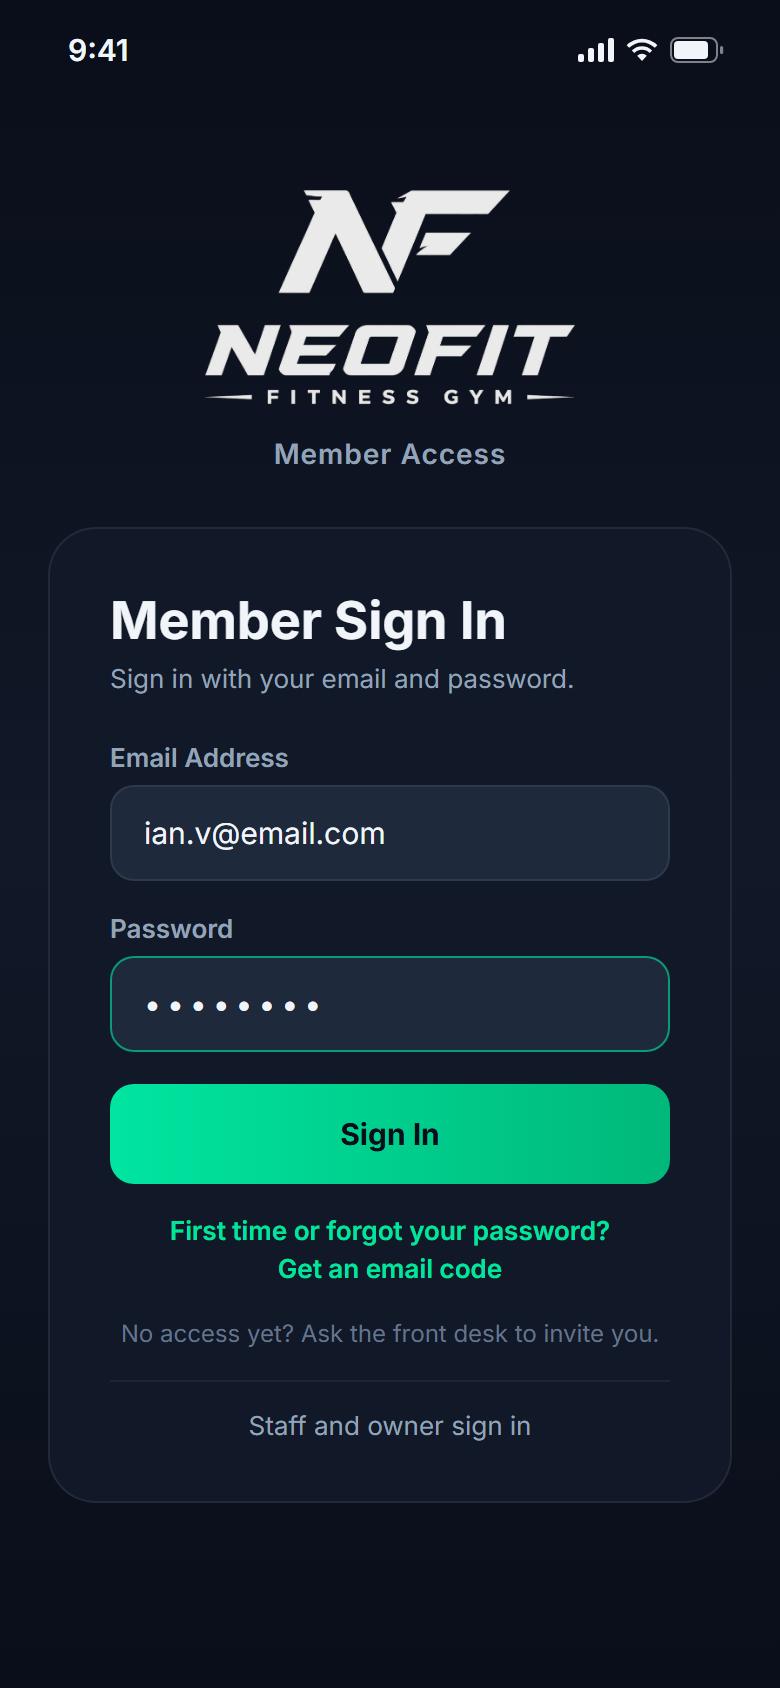 9:41
NF
NEOFIT
FITNESS GYM
Member Access
Member Sign In
Sign in with your email and password.
Email Address
ian.v@email.com
Password
••••••••
Sign In
First time or forgot your password?
Get an email code
No access yet? Ask the front desk to invite you.
Staff and owner sign in